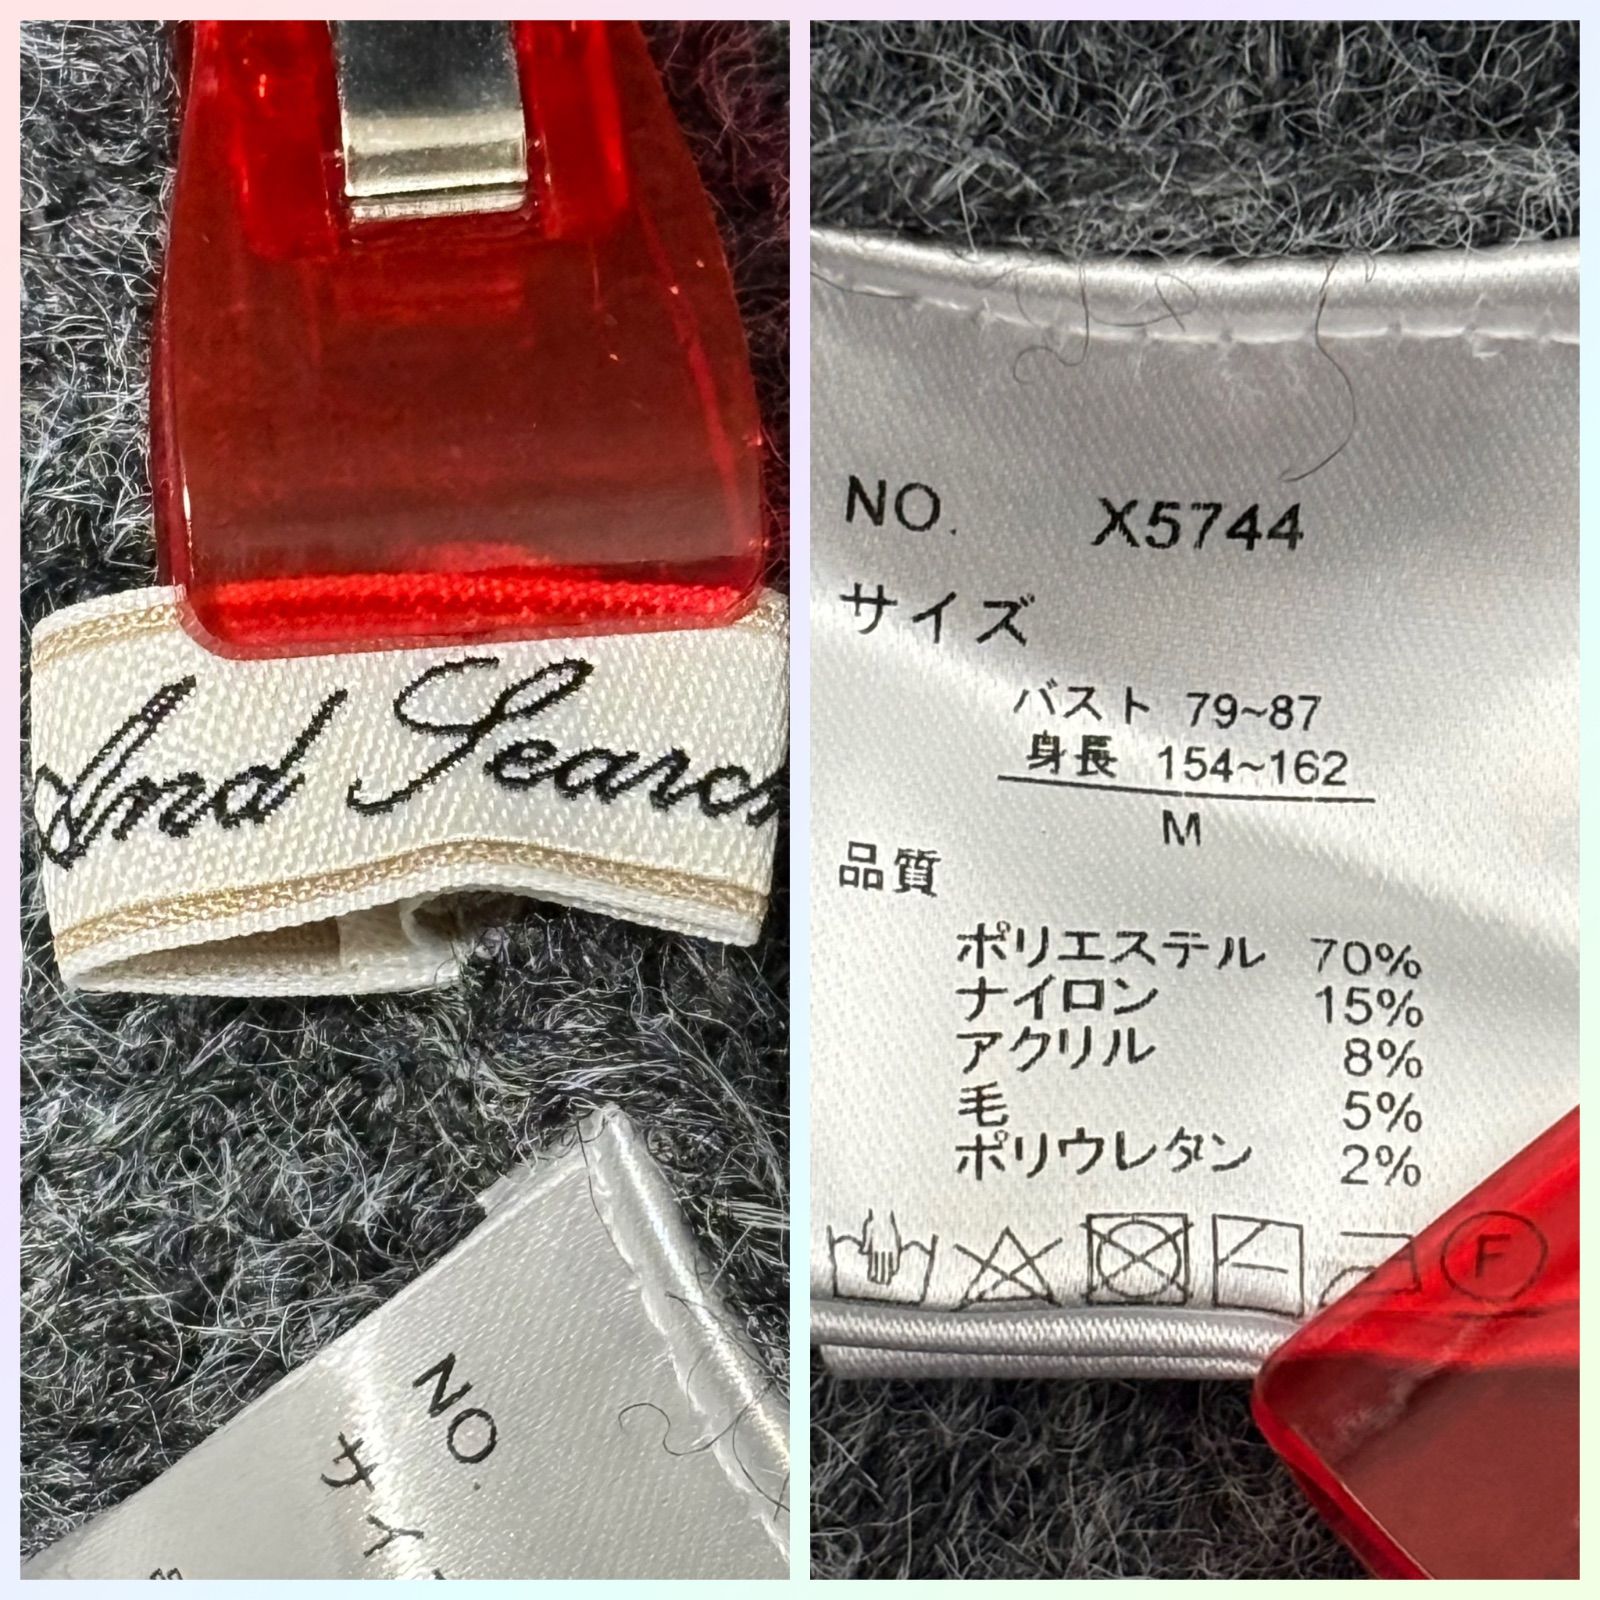 And Search
NO.
サイ
NO. X5744
サイズ
バスト 79~87
身長 154~162
M
品質
ポリエステル 70%
ナイロン 15%
アクリル 8%
毛 5%
ポリウレタン 2%
F